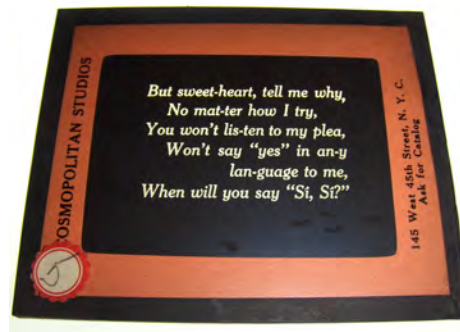 COSMOPOLITAN STUDIOS
But sweet-heart, tell me why,
No mat-ter how I try,
You won't lis-ten to my plea,
Won't say "yes" in an-y
lan-guage to me,
When will you say "Si, Si?"
145 West 45th Street, N. Y. C.
Ask for Catalog